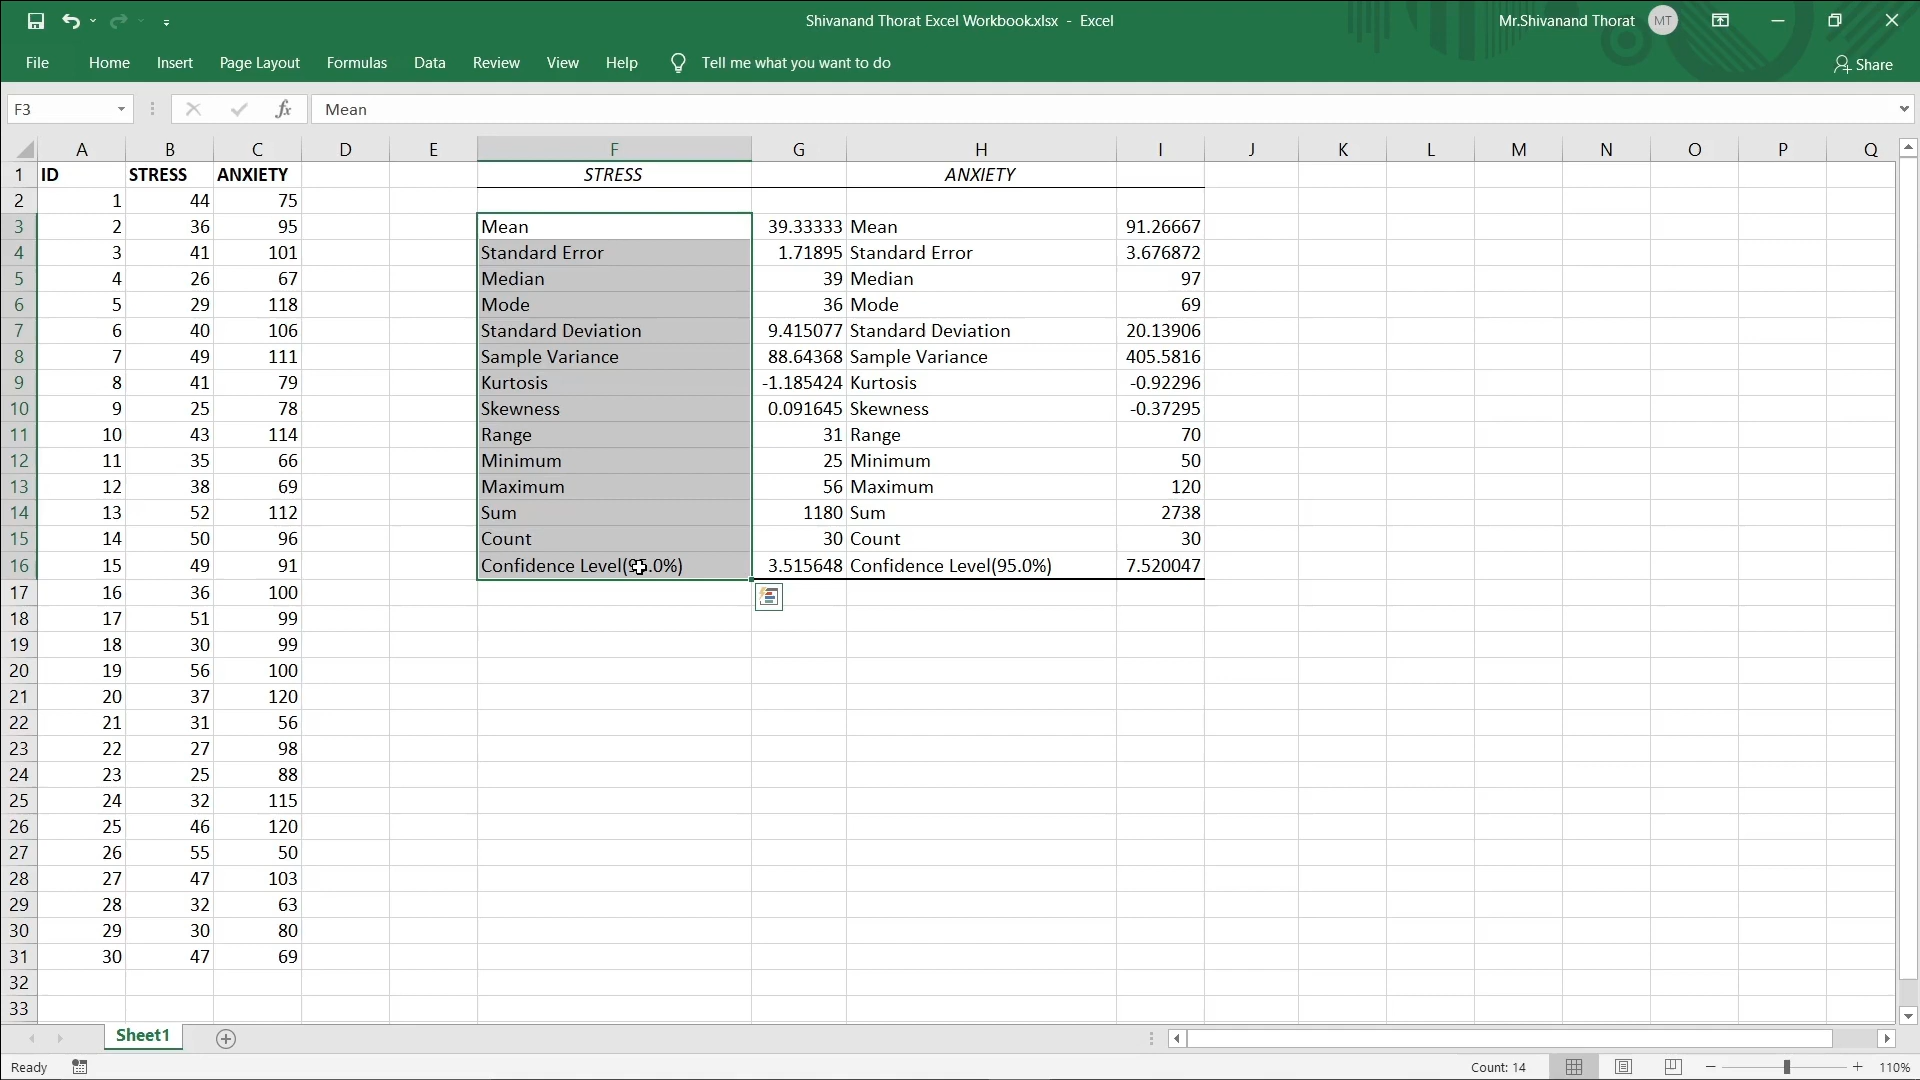 Shivanand Thorat Excel Workbook.xlsx - Excel
Mr.Shivanand Thorat MT
File Home Insert Page Layout Formulas Data Review View Help Tell me what you want to do Share
F3 fx Mean
A B C D E F G H I J K L M N O P Q
1 ID STRESS ANXIETY STRESS ANXIETY
2 1 44 75
3 2 36 95 Mean 39.33333 Mean 91.26667
4 3 41 101 Standard Error 1.71895 Standard Error 3.676872
5 4 26 67 Median 39 Median 97
6 5 29 118 Mode 36 Mode 69
7 6 40 106 Standard Deviation 9.415077 Standard Deviation 20.13906
8 7 49 111 Sample Variance 88.64368 Sample Variance 405.5816
9 8 41 79 Kurtosis -1.185424 Kurtosis -0.92296
10 9 25 78 Skewness 0.091645 Skewness -0.37295
11 10 43 114 Range 31 Range 70
12 11 35 66 Minimum 25 Minimum 50
13 12 38 69 Maximum 56 Maximum 120
14 13 52 112 Sum 1180 Sum 2738
15 14 50 96 Count 30 Count 30
16 15 49 91 Confidence Level(95.0%) 3.515648 Confidence Level(95.0%) 7.520047
17 16 36 100
18 17 51 99
19 18 30 99
20 19 56 100
21 20 37 120
22 21 31 56
23 22 27 98
24 23 25 88
25 24 32 115
26 25 46 120
27 26 55 50
28 27 47 103
29 28 32 63
30 29 30 80
31 30 47 69
32
33
Sheet1
Ready Count: 14 110%